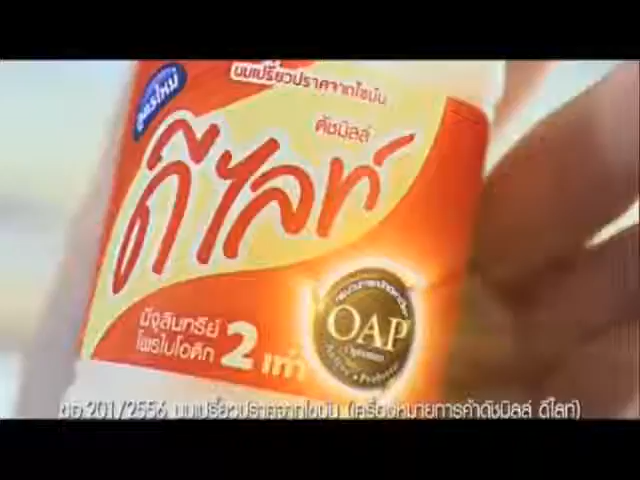 สูตรใหม่
นมเปรี้ยวปราศจากไขมัน
ดัชมิลล์
ดีไลท์
มีจุลินทรีย์
โพรไบโอติก 2 เท่า
OAP
ฆอ.201/2556 นมเปรี้ยวปราศจากไขมัน (เครื่องหมายการค้าดัชมิลล์ ดีไลท์)